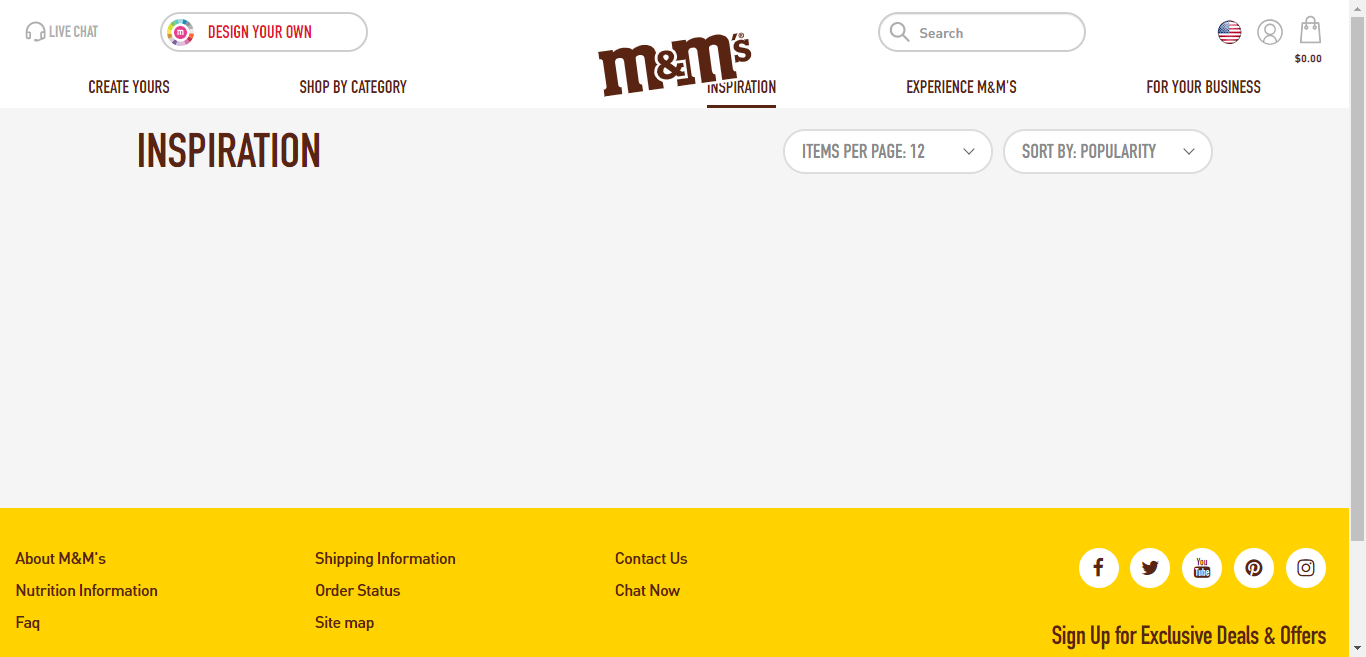 LIVE CHAT
m
DESIGN YOUR OWN
m&m's®
Search
$0.00
CREATE YOURS
SHOP BY CATEGORY
INSPIRATION
EXPERIENCE M&M'S
FOR YOUR BUSINESS
INSPIRATION
ITEMS PER PAGE: 12
SORT BY: POPULARITY
About M&M's
Shipping Information
Contact Us
You
Tube
Nutrition Information
Order Status
Chat Now
Faq
Site map
Sign Up for Exclusive Deals & Offers